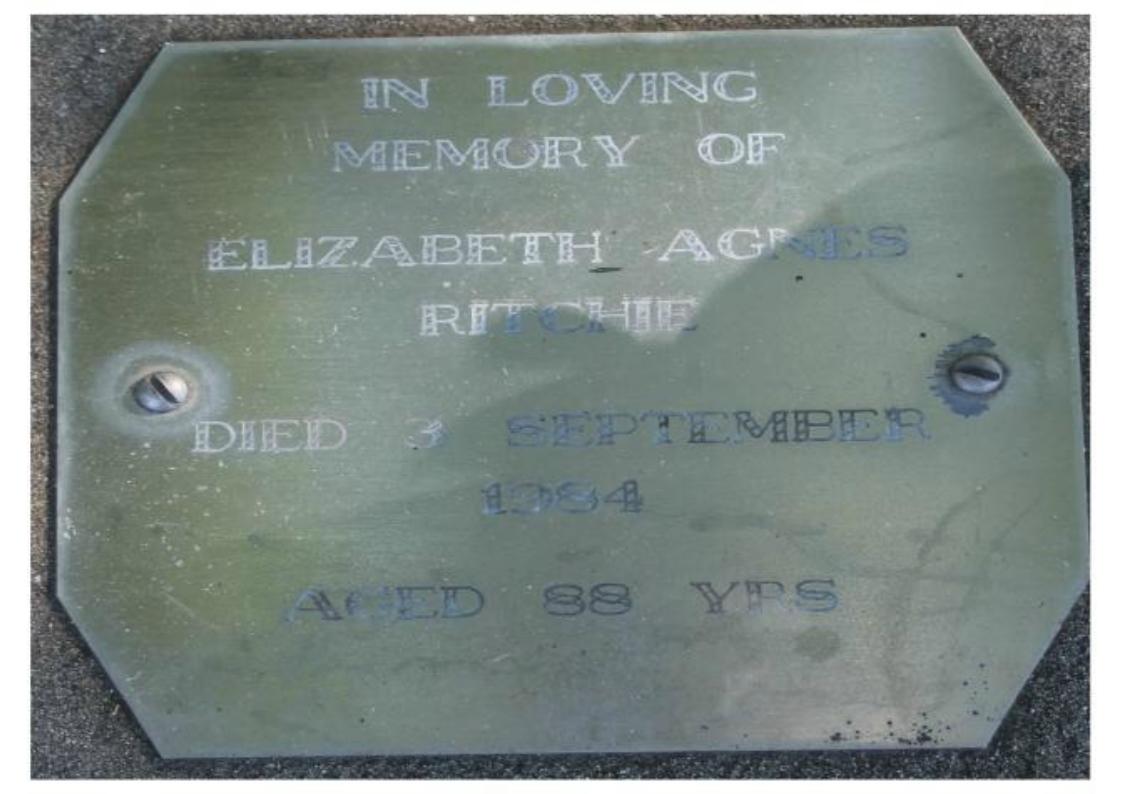 IN LOVING
MEMORY OF
ELIZABETH AGNES
RITCHIE
DIED 3 SEPTEMBER
1984
AGED 88 YRS